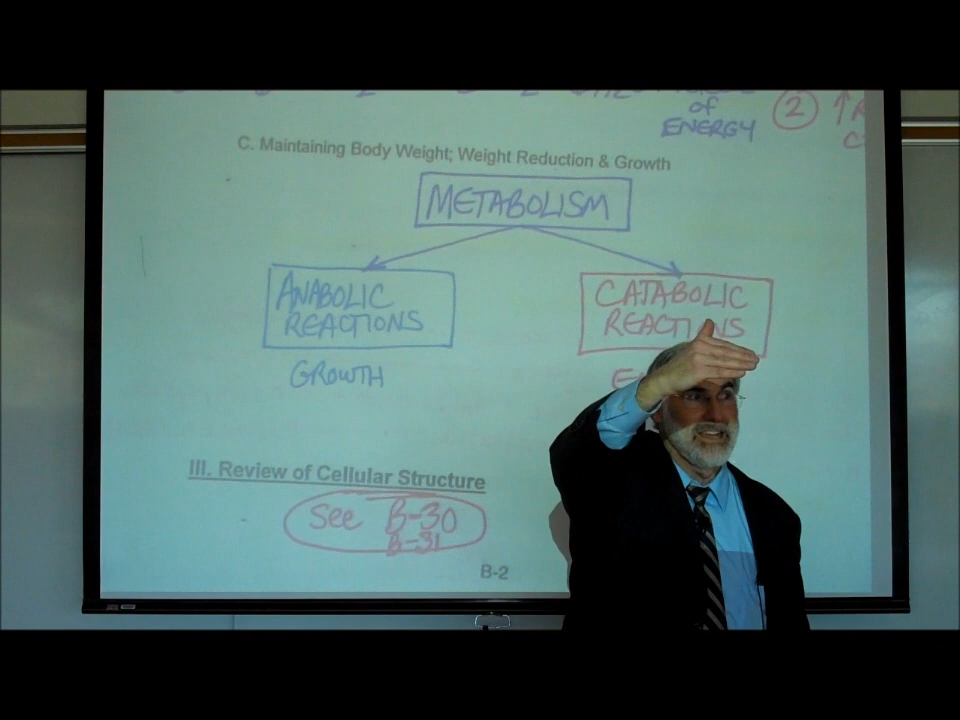 of
ENERGY
2
C. Maintaining Body Weight; Weight Reduction & Growth
METABOLISM
ANABOLIC
REACTIONS
GROWTH
CATABOLIC
REACTIONS
III. Review of Cellular Structure
See B-30
B-31
B-2